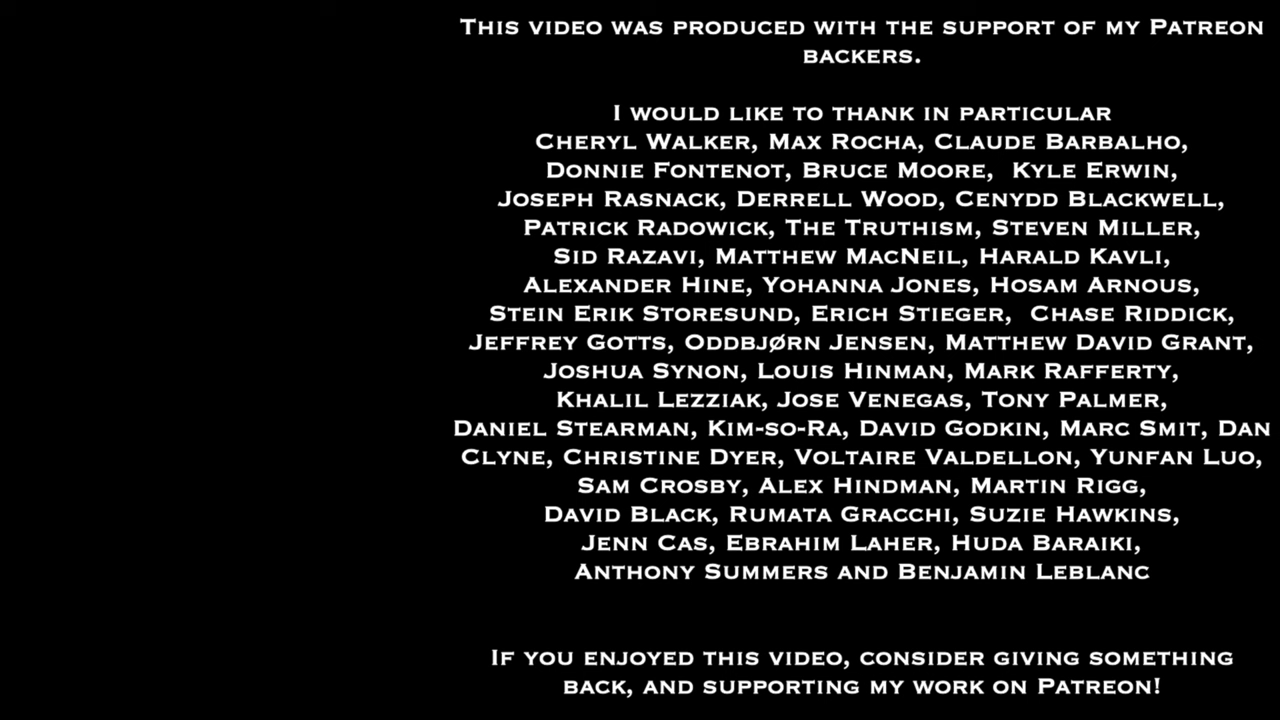 This video was produced with the support of my Patreon
backers.
I would like to thank in particular
Cheryl Walker, Max Rocha, Claude Barbalho,
Donnie Fontenot, Bruce Moore,  Kyle Erwin,
Joseph Rasnack, Derrell Wood, Cenydd Blackwell,
Patrick Radowick, The Truthism, Steven Miller,
Sid Razavi, Matthew MacNeil, Harald Kavli,
Alexander Hine, Yohanna Jones, Hosam Arnous,
Stein Erik Storesund, Erich Stieger,  Chase Riddick,
Jeffrey Gotts, Oddbjørn Jensen, Matthew David Grant,
Joshua Synon, Louis Hinman, Mark Rafferty,
Khalil Lezziak, Jose Venegas, Tony Palmer,
Daniel Stearman, Kim-so-Ra, David Godkin, Marc Smit, Dan
Clyne, Christine Dyer, Voltaire Valdellon, Yunfan Luo,
Sam Crosby, Alex Hindman, Martin Rigg,
David Black, Rumata Gracchi, Suzie Hawkins,
Jenn Cas, Ebrahim Laher, Huda Baraiki,
Anthony Summers and Benjamin Leblanc
If you enjoyed this video, consider giving something
back, and supporting my work on Patreon!